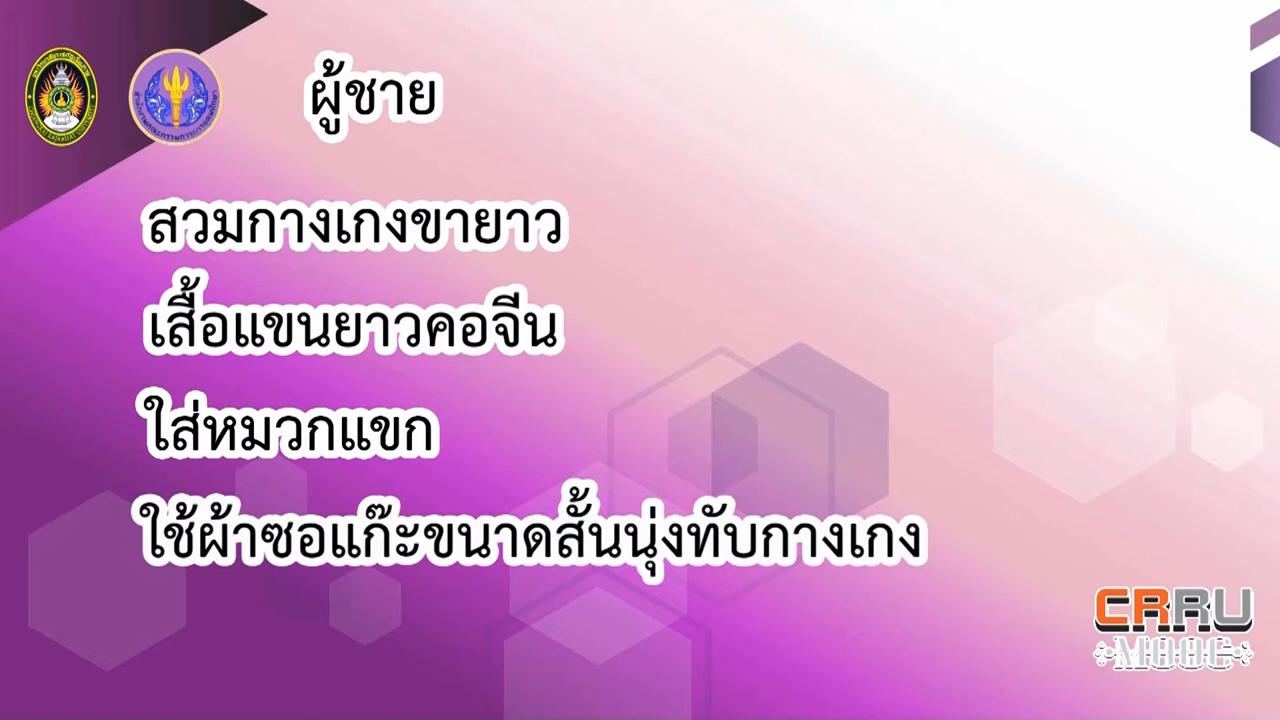 ผู้ชาย
สวมกางเกงขายาว
เสื้อแขนยาวคอจีน
ใส่หมวกแขก
ใช้ผ้าซอแก๊ะขนาดสั้นนุ่งทับกางเกง
CRRU
MOOC